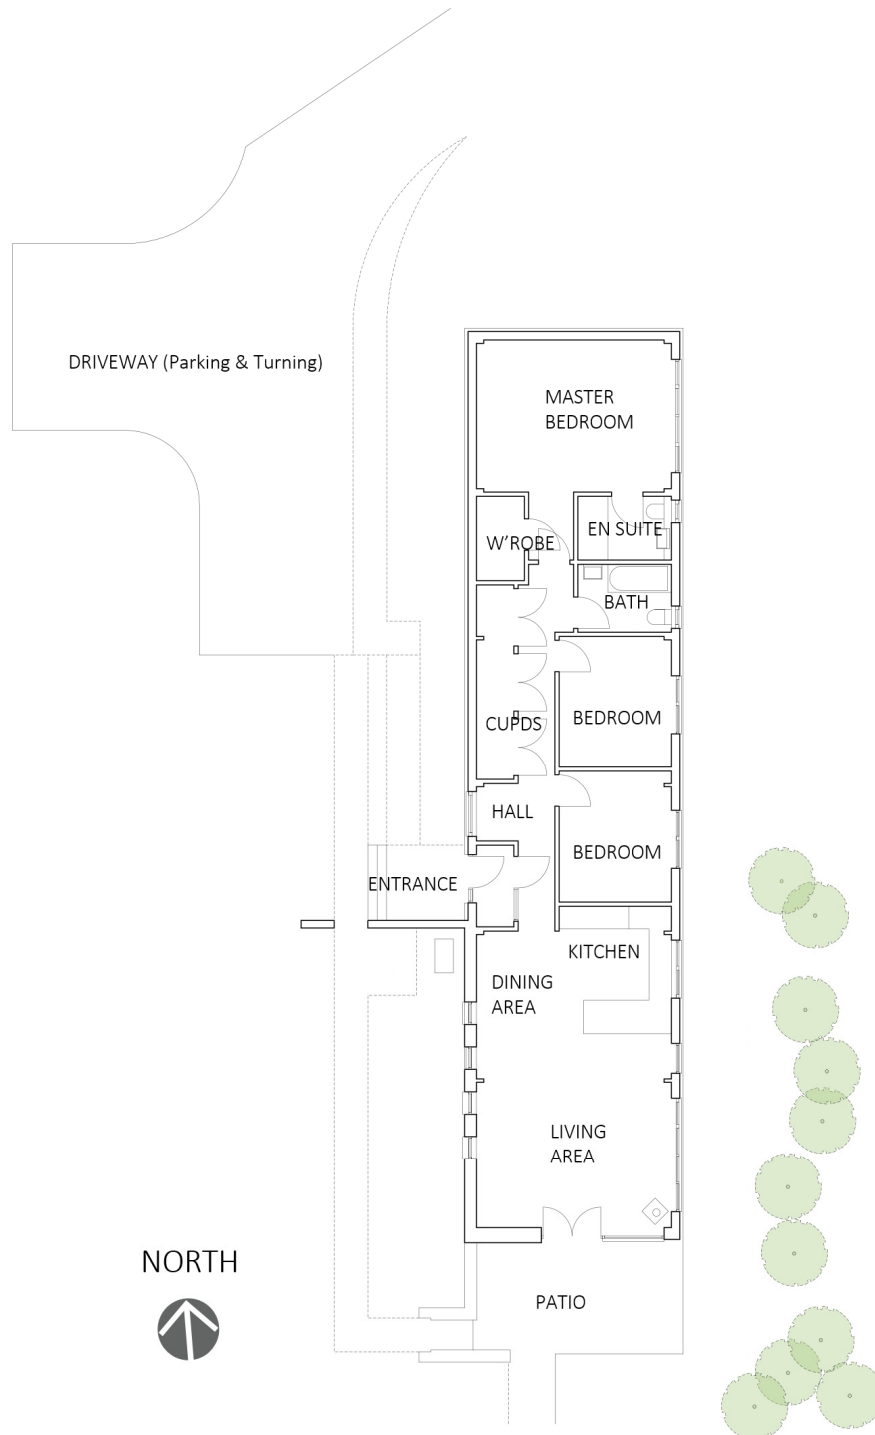 DRIVEWAY (Parking & Turning)
MASTER
BEDROOM
W'ROBE
EN SUITE
BATH
CUPDS
BEDROOM
HALL
BEDROOM
ENTRANCE
KITCHEN
DINING
AREA
LIVING
AREA
NORTH
PATIO